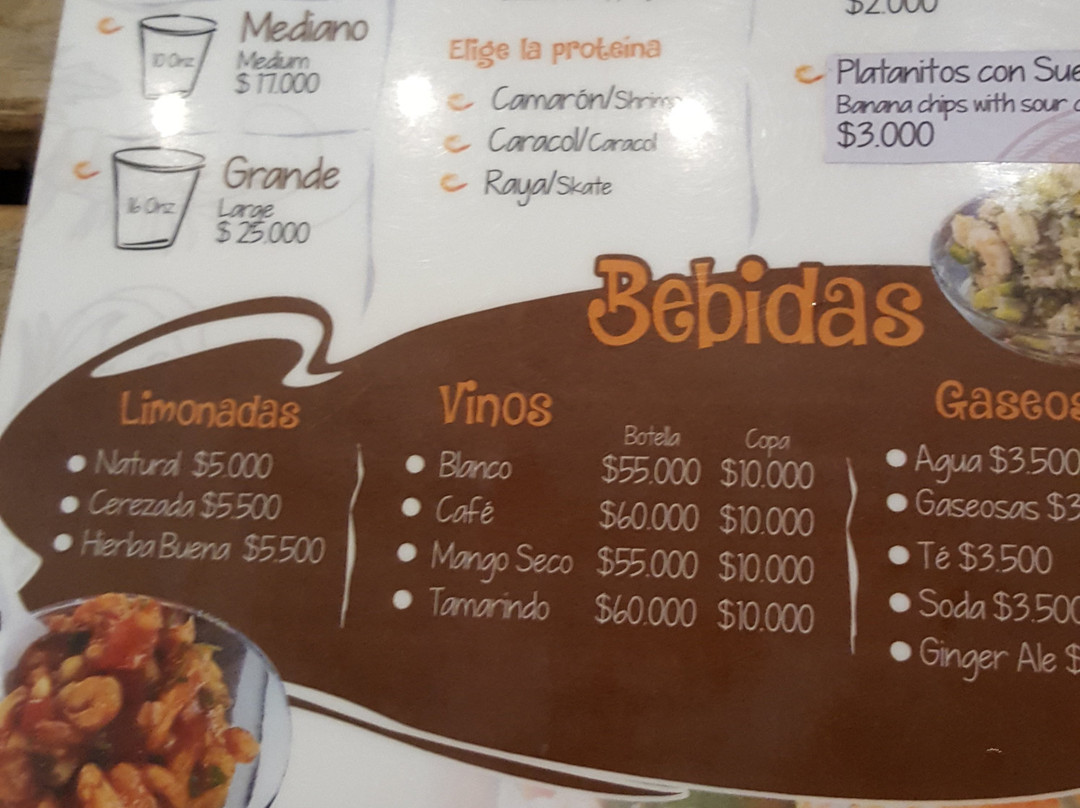 Mediano
10 Onz
Medium
$ 17.000
Grande
16 Onz
Large
$ 25.000
Elige la proteína
Camarón/Shrimp
Caracol/Caracol
Raya/Skate
$2.000
Platanitos con Sue
Banana chips with sour c
$3.000
Bebidas
Limonadas
Natural $5.000
Cerezada $5.500
Hierba Buena $5.500
Vinos
Botella Copa
Blanco $55.000 $10.000
Café $60.000 $10.000
Mango Seco $55.000 $10.000
Tamarindo $60.000 $10.000
Gaseos
Agua $3.500
Gaseosas $3
Té $3.500
Soda $3.500
Ginger Ale $